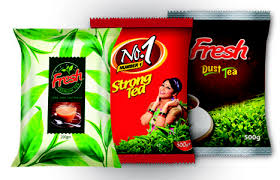 Fresh
No.1
NUMBER 1
Strong
Tea
500g
Fresh
Dust Tea
500g